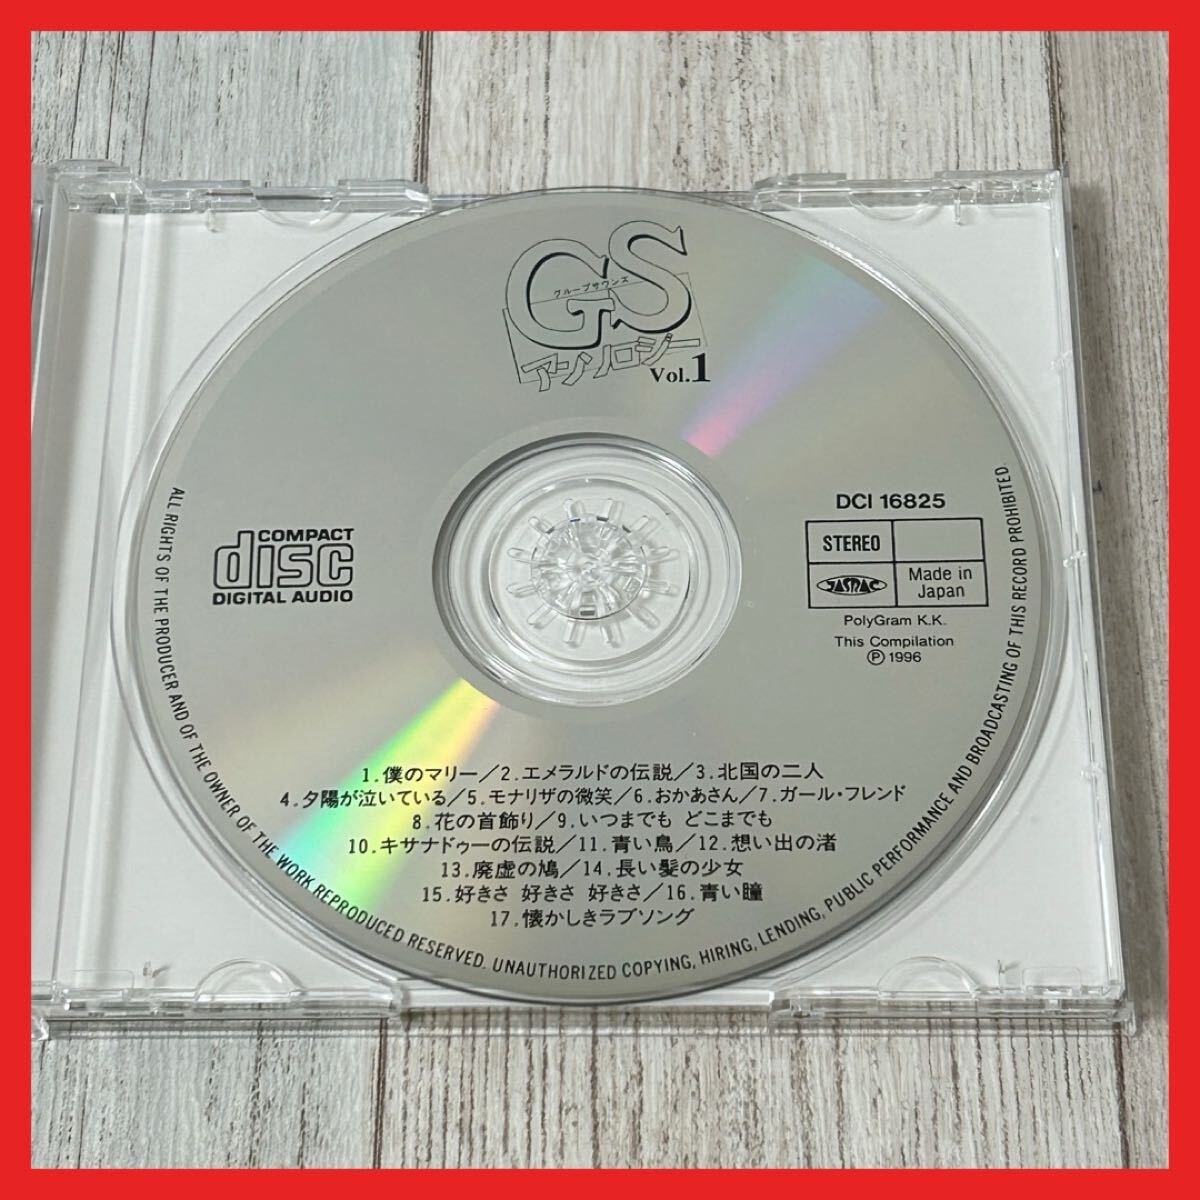 GS
グループサウンズ
アンソロジー
Vol.1
COMPACT
disc
DIGITAL AUDIO
DCI 16825
STEREO
JASRAC
Made in
Japan
PolyGram K.K.
This Compilation
Ⓟ 1996
1.僕のマリー/2.エメラルドの伝説/3.北国の二人
4.夕陽が泣いている/5.モナリザの微笑/6.おかあさん/7.ガール・フレンド
8.花の首飾り/9.いつまでも どこまでも
10.キサナドゥーの伝説/11.青い鳥/12.想い出の渚
13.廃虚の鳩/14.長い髪の少女
15.好きさ 好きさ 好きさ/16.青い瞳
17.懐かしきラブソング
ALL RIGHTS OF THE PRODUCER AND OF THE OWNER OF THE WORK REPRODUCED RESERVED. UNAUTHORIZED COPYING, HIRING, LENDING, PUBLIC PERFORMANCE AND BROADCASTING OF THIS RECORD PROHIBITED.